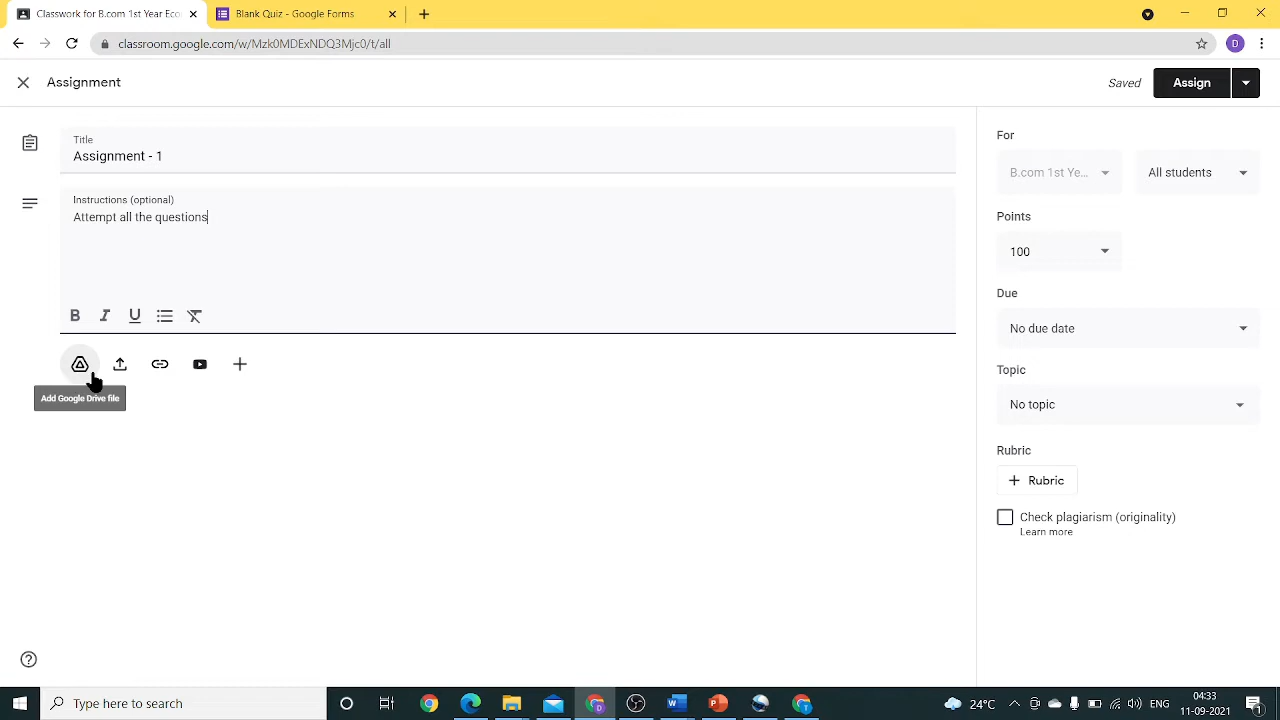 Classwork for B.com 1st Year Eco
Blank Quiz - Google Forms
classroom.google.com/w/Mzk0MDExNDQ3Mjc0/t/all
D
Assignment
Saved
Assign
Title
Assignment - 1
Instructions (optional)
Attempt all the questions
B I U
Add Google Drive file
For
B.com 1st Ye...
All students
Points
100
Due
No due date
Topic
No topic
Rubric
+ Rubric
Check plagiarism (originality)
Learn more
Type here to search
24°C
ENG
04:33
11-09-2021